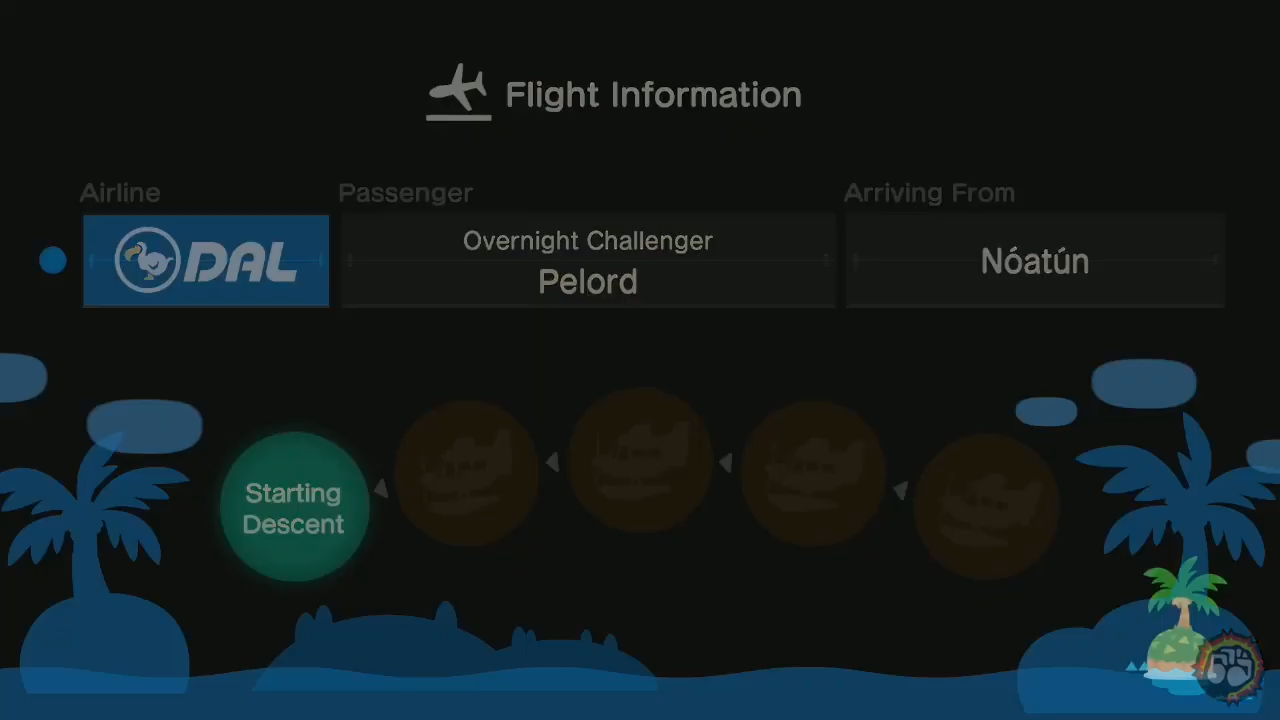 Flight Information
Airline
Passenger
Arriving From
DAL
Overnight Challenger
Pelord
Nóatún
Starting
Descent